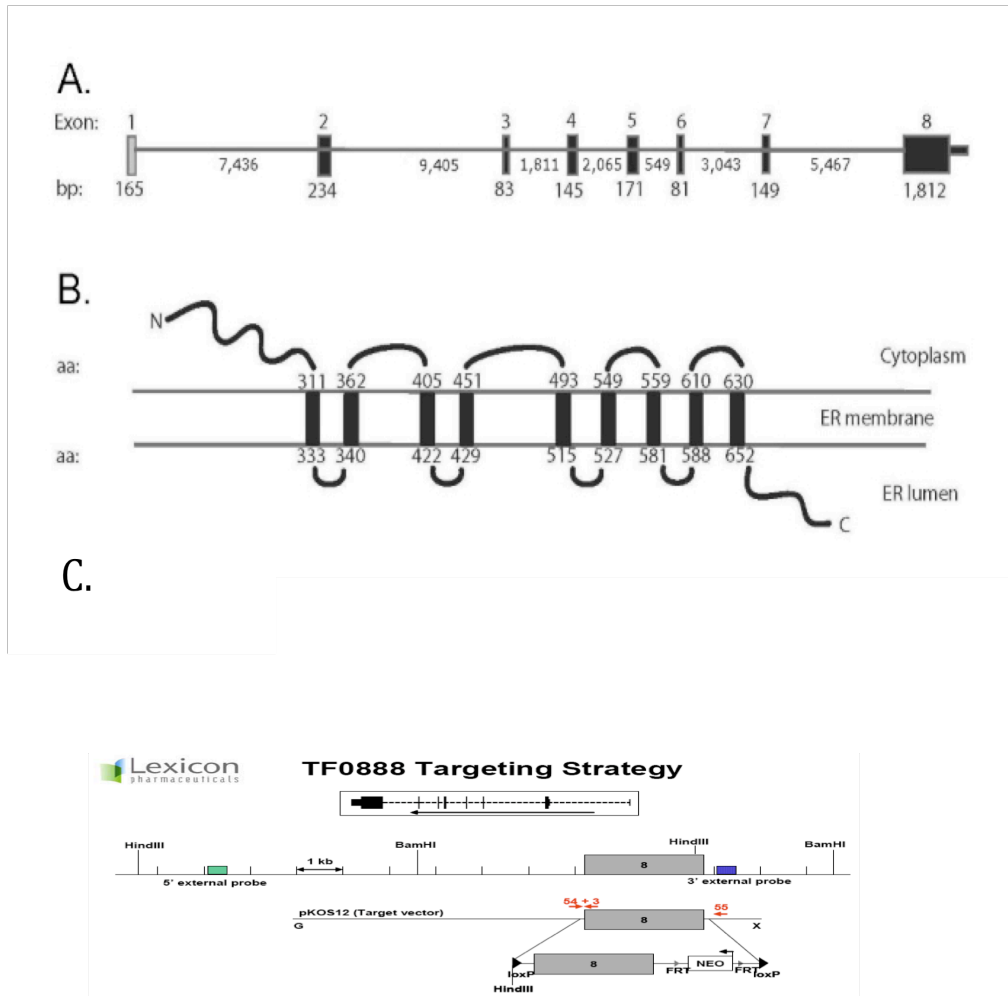 A.
Exon: 1 2 3 4 5 6 7 8
7,436 9,405 1,811 2,065 549 3,043 5,467
bp: 165 234 83 145 171 81 149 1,812
B.
N
Cytoplasm
aa: 311 362 405 451 493 549 559 610 630
ER membrane
aa: 333 340 422 429 515 527 581 588 652
ER lumen
C
C.
Lexicon
pharmaceuticals
TF0888 Targeting Strategy
HindIII BamHI HindIII BamHI
1 kb
8
5' external probe 3' external probe
54 + 3 55
pKOS12 (Target vector)
G 8 X
8 NEO
loxP FRT FRT loxP
HindIII